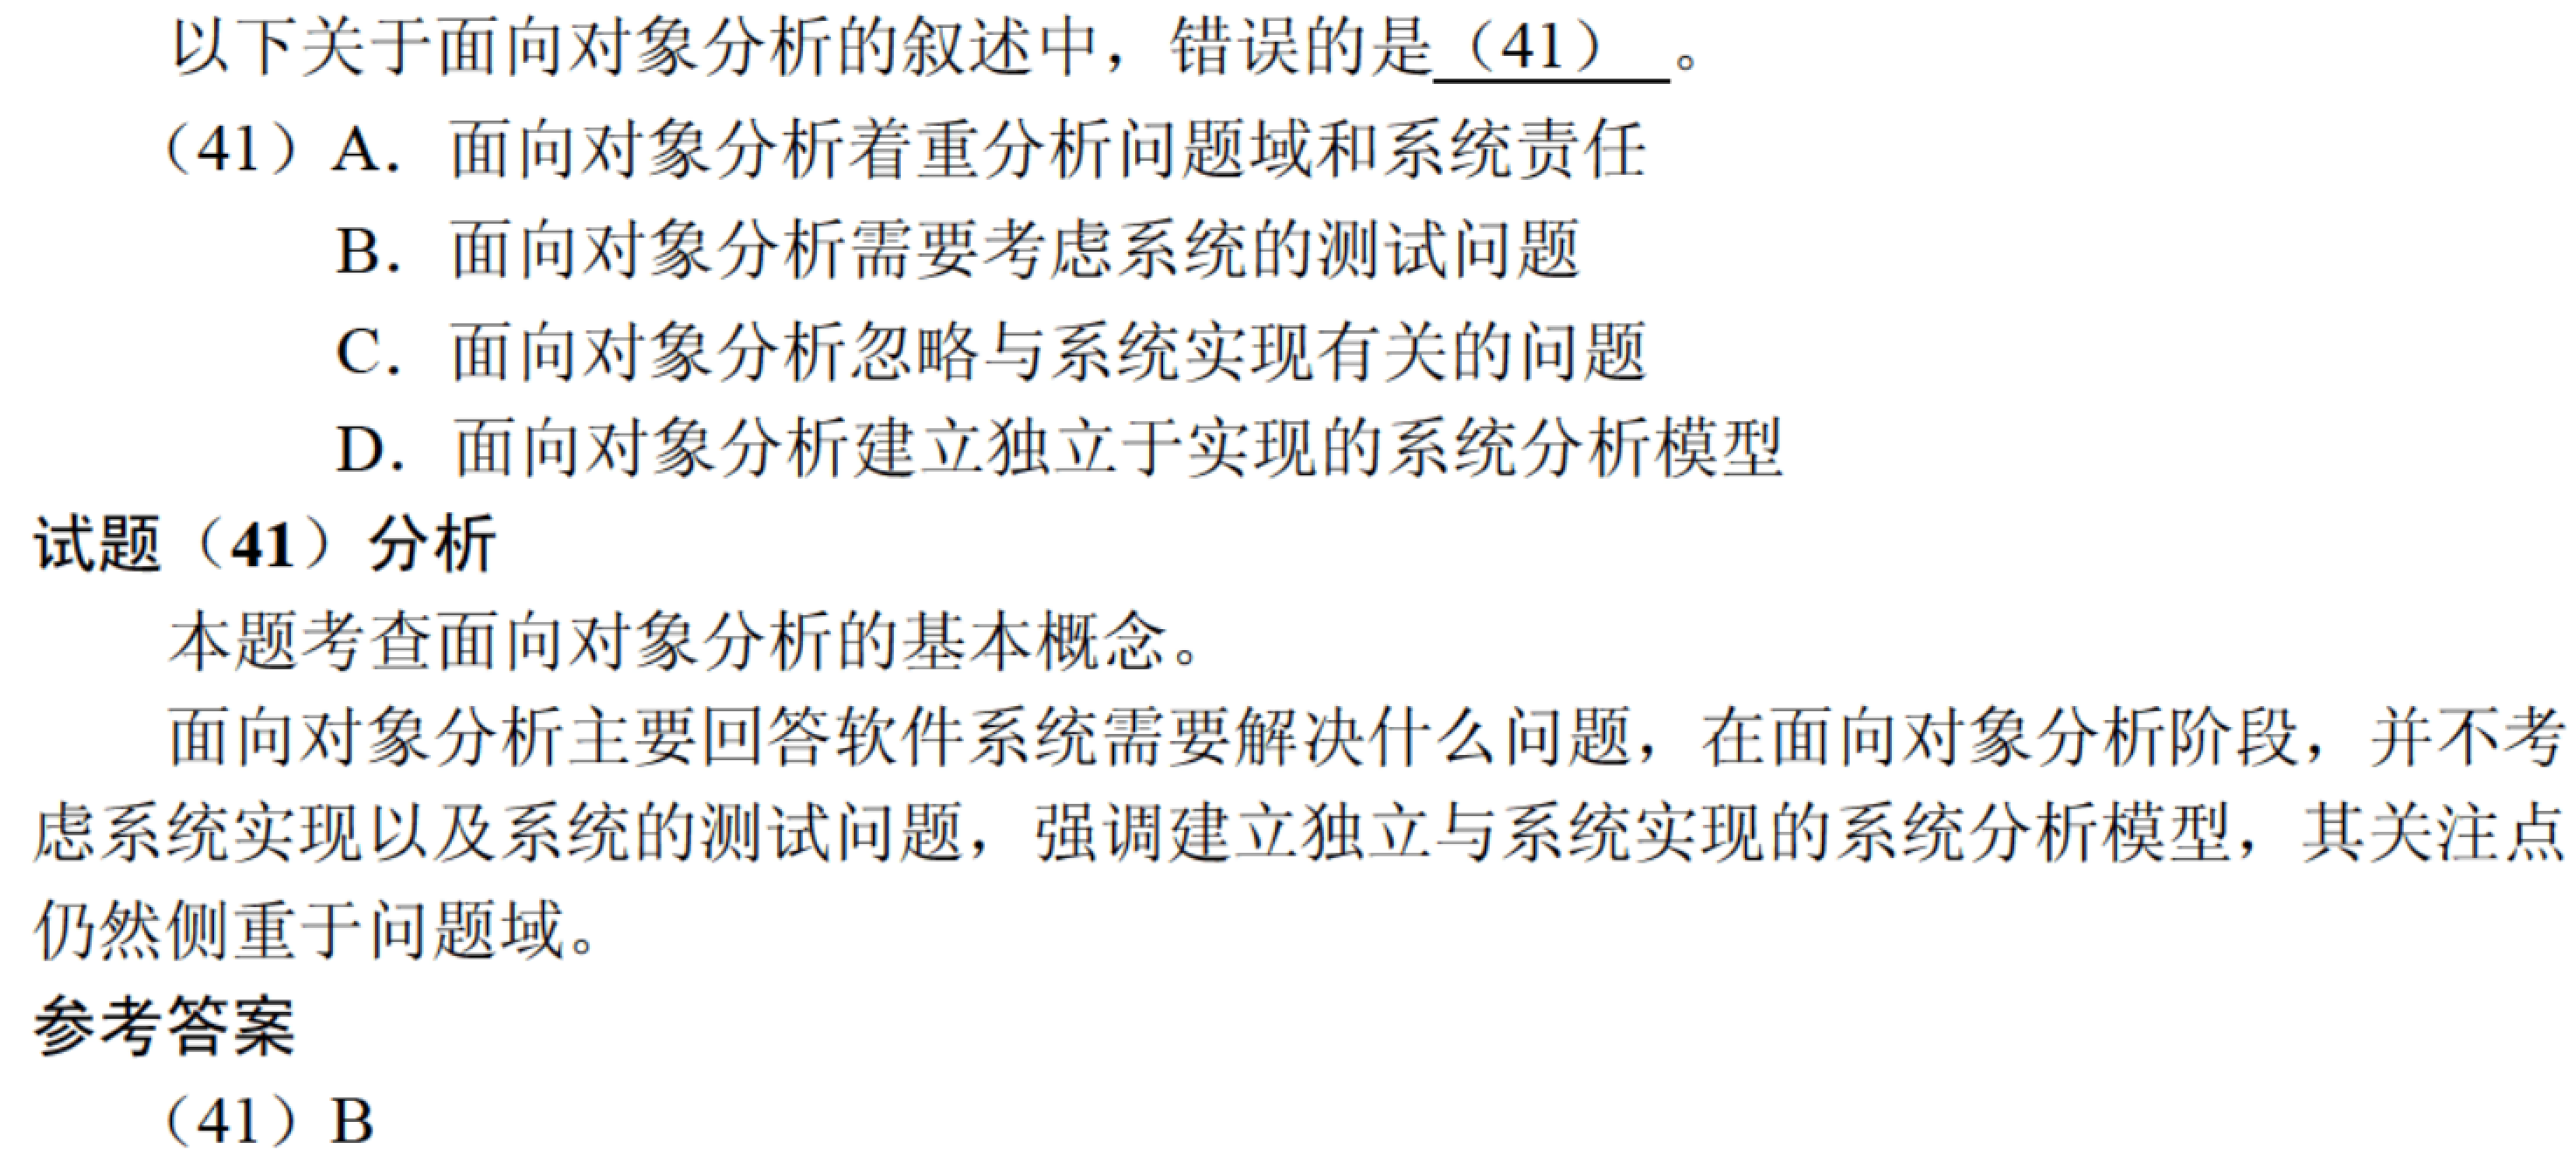 以下关于面向对象分析的叙述中，错误的是（41）。
（41）A．面向对象分析着重分析问题域和系统责任
B．面向对象分析需要考虑系统的测试问题
C．面向对象分析忽略与系统实现有关的问题
D．面向对象分析建立独立于实现的系统分析模型
试题（41）分析
本题考查面向对象分析的基本概念。
面向对象分析主要回答软件系统需要解决什么问题，在面向对象分析阶段，并不考
虑系统实现以及系统的测试问题，强调建立独立与系统实现的系统分析模型，其关注点
仍然侧重于问题域。
参考答案
（41）B